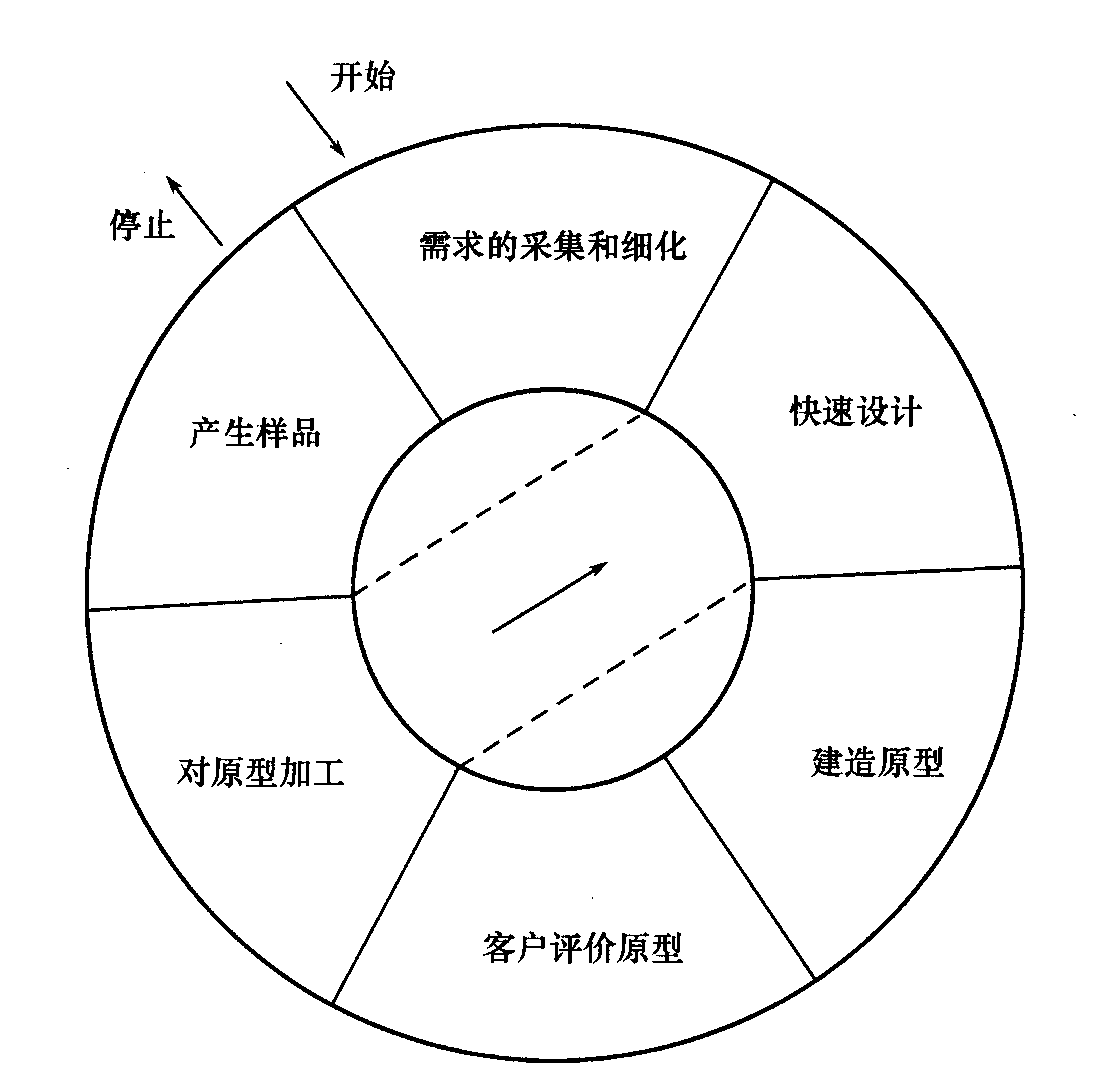 开始
停止
需求的采集和细化
快速设计
产生样品
建造原型
对原型加工
客户评价原型